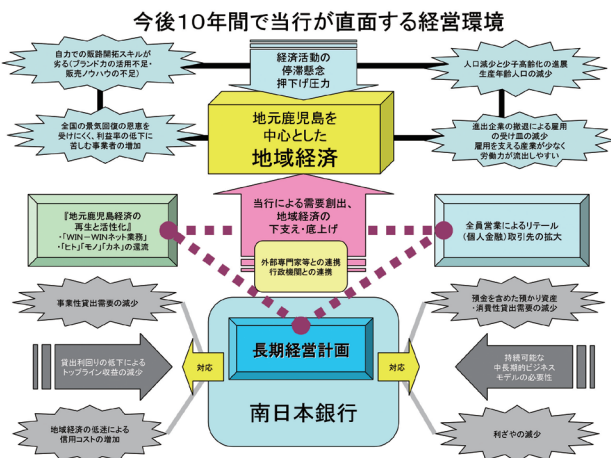 今後１０年間で当行が直面する経営環境
自力での販路開拓スキルが
劣る(ブランド力の活用不足・
販売ノウハウの不足)
経済活動の
停滞懸念
押下げ圧力
人口減少と少子高齢化の進展
生産年齢人口の減少
全国の景気回復の恩恵を
受けにくく、利益率の低下に
苦しむ事業者の増加
地元鹿児島を
中心とした
地域経済
進出企業の撤退による雇用
の受け皿の減少
雇用を支える産業が少なく
労働力が流出しやすい
『地元鹿児島経済の
再生と活性化』
・「WIN－WINネット業務」
・「ヒト」「モノ」「カネ」の還流
当行による需要創出、
地域経済の
下支え・底上げ
全員営業によるリテール
(個人金融)取引先の拡大
外部専門家等との連携
行政機関との連携
事業性貸出需要の減少
預金を含めた預かり資産
・消費性貸出需要の減少
貸出利回りの低下による
トップライン収益の減少
対応
長期経営計画
対応
持続可能な
中長期的ビジネス
モデルの必要性
南日本銀行
地域経済の低迷による
信用コストの増加
利ざやの減少